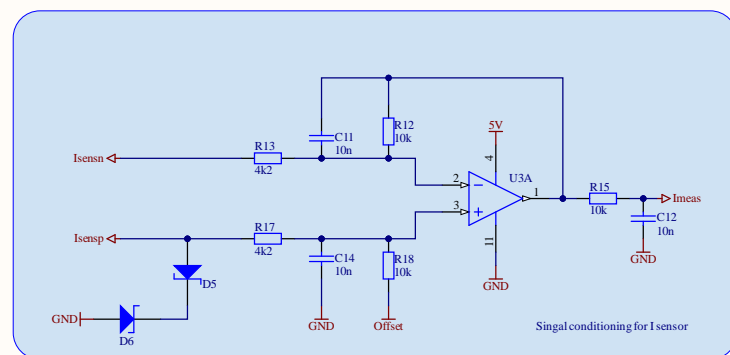 5V
R12
10k
C11
10n
R13
4k2
Isensn
4
U3A
2
1
3
R15
10k
Imeas
C12
10n
GND
11
GND
R17
4k2
Isensp
C14
10n
R18
10k
D5
GND
D6
GND
Offset
Singal conditioning for I sensor